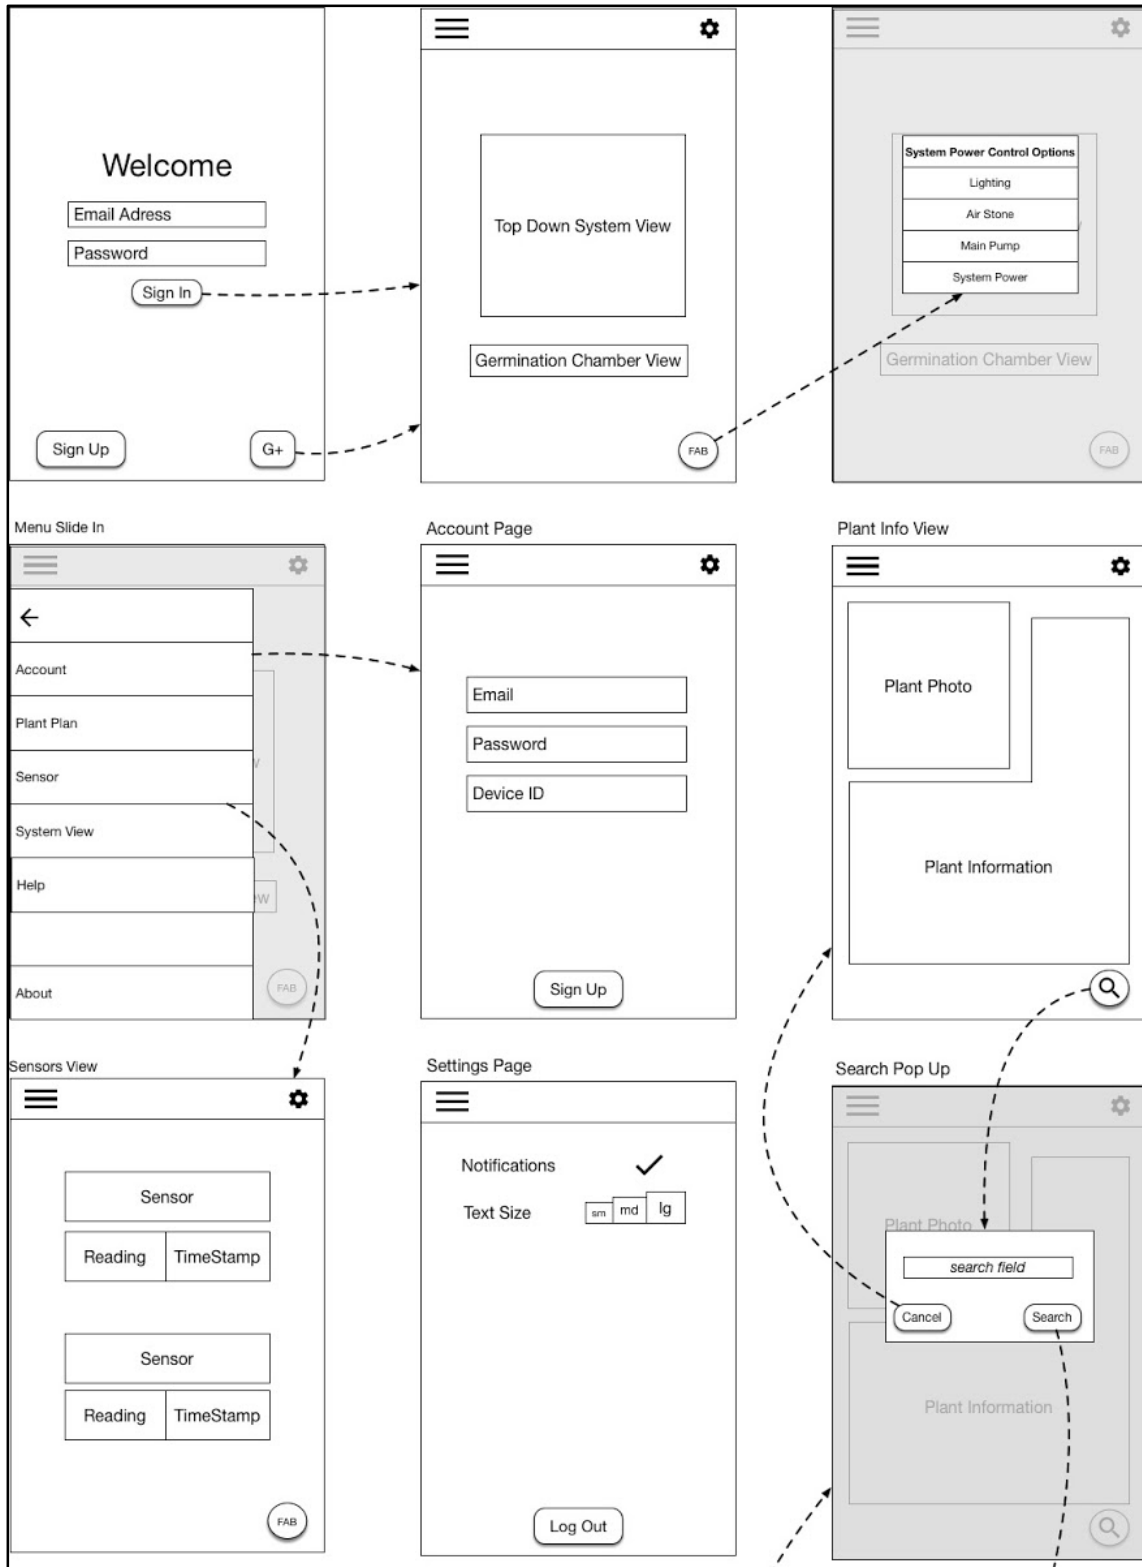 Welcome
Email Adress
Password
Sign In
Sign Up
G+
Top Down System View
Germination Chamber View
FAB
System Power Control Options
Lighting
Air Stone
Main Pump
System Power
Germination Chamber View
FAB
Menu Slide In
Account
Plant Plan
Sensor
System View
Help
About
w
ew
FAB
Account Page
Email
Password
Device ID
Sign Up
Plant Info View
Plant Photo
Plant Information
Sensors View
Sensor
Reading TimeStamp
Sensor
Reading TimeStamp
FAB
Settings Page
Notifications
Text Size sm md lg
Log Out
Search Pop Up
Plant Photo
search field
Cancel Search
Plant Information